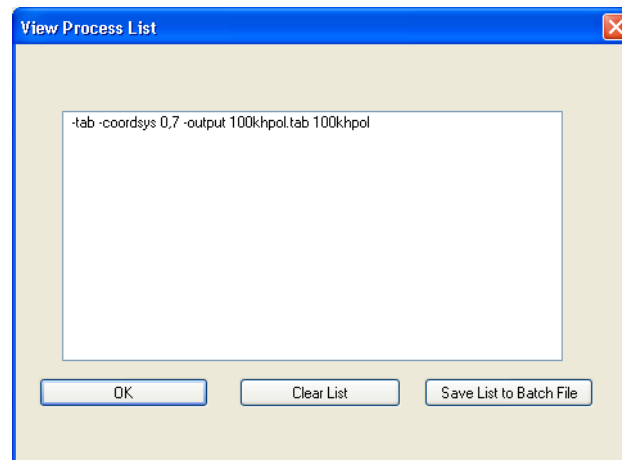 View Process List
-tab -coordsys 0,7 -output 100khpol.tab 100khpol
OK
Clear List
Save List to Batch File